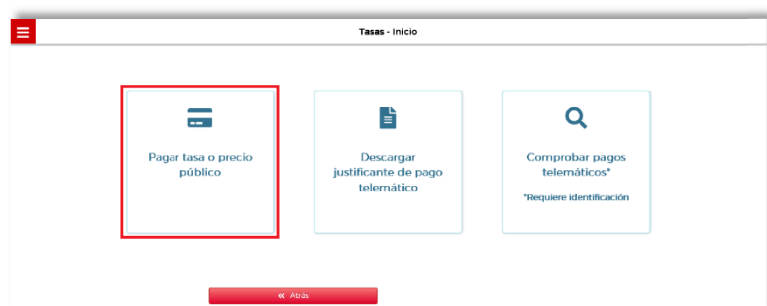 Tasas - Inicio
Pagar tasa o precio
público
Descargar
justificante de pago
telemático
Comprobar pagos
telemáticos*
*Requiere identificación
« Atrás